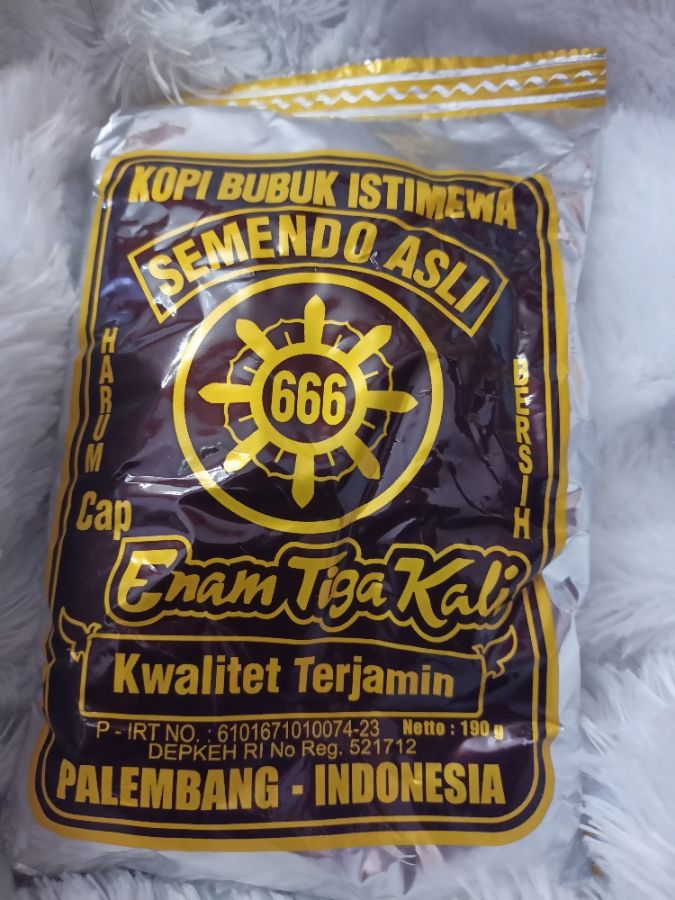 KOPI BUBUK ISTIMEWA
SEMENDO ASLI
666
HARUM
BERSIH
Cap
Enam Tiga Kali
Kwalitet Terjamin
P - IRT NO. : 6101671010074-23 Netto : 190 g
DEPKEH RI No Reg. 521712
PALEMBANG - INDONESIA